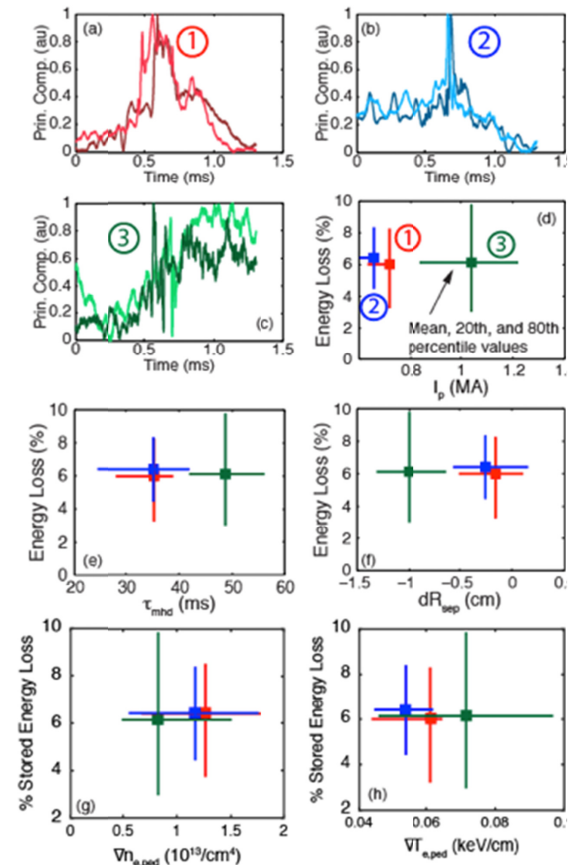 (a)
1
Prin. Comp. (au)
1
0.8
0.6
0.4
0.2
0
0 0.5 1.0 1.5
Time (ms)
(b)
2
Prin. Comp. (au)
1
0.8
0.6
0.4
0.2
0
0 0.5 1.0 1.5
Time (ms)
3
(c)
Prin. Comp. (au)
1
0.8
0.6
0.4
0.2
0
0 0.5 1.0 1.5
Time (ms)
(d)
1
3
2
Mean, 20th, and 80th
percentile values
Energy Loss (%)
10
8
6
4
2
0
0.8 1 1.2 1.4
I_p (MA)
(e)
Energy Loss (%)
10
8
6
4
2
0
20 30 40 50 60
τ_mhd (ms)
(f)
Energy Loss (%)
10
8
6
4
2
0
−1.5 −1 −0.5 0 0.5
dR_sep (cm)
(g)
% Stored Energy Loss
10
8
6
4
2
0 0.5 1 1.5 2
∇n_e,ped (10^13/cm^4)
(h)
% Stored Energy Loss
10
8
6
4
2
0.04 0.06 0.08 0.1
∇T_e,ped (keV/cm)